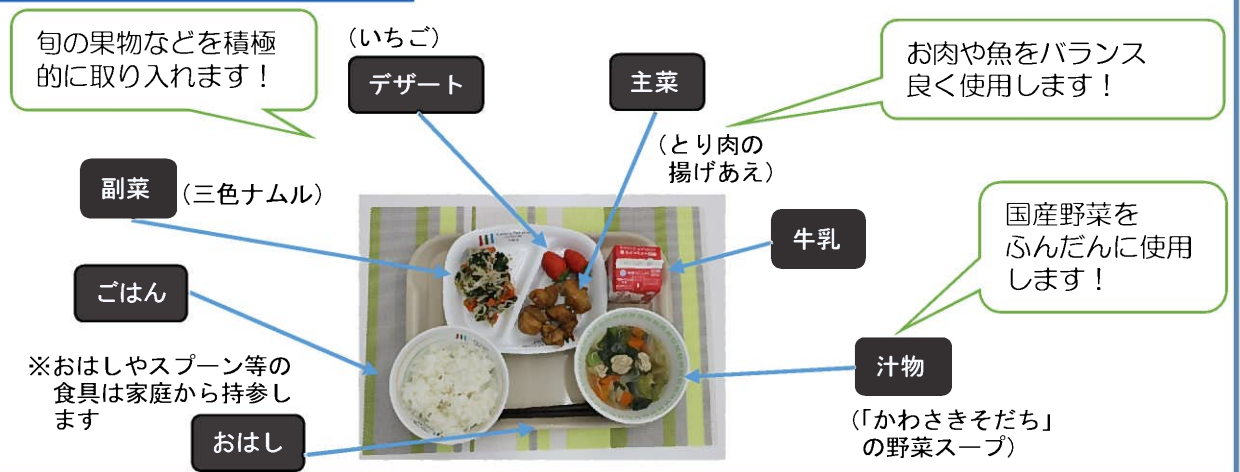 旬の果物などを積極
的に取り入れます！
（いちご）
デザート
主菜
お肉や魚をバランス
良く使用します！
（とり肉の
揚げあえ）
副菜
（三色ナムル）
牛乳
国産野菜を
ふんだんに使用
します！
ごはん
※おはしやスプーン等の
食具は家庭から持参し
ます
おはし
汁物
（「かわさきそだち」
の野菜スープ）